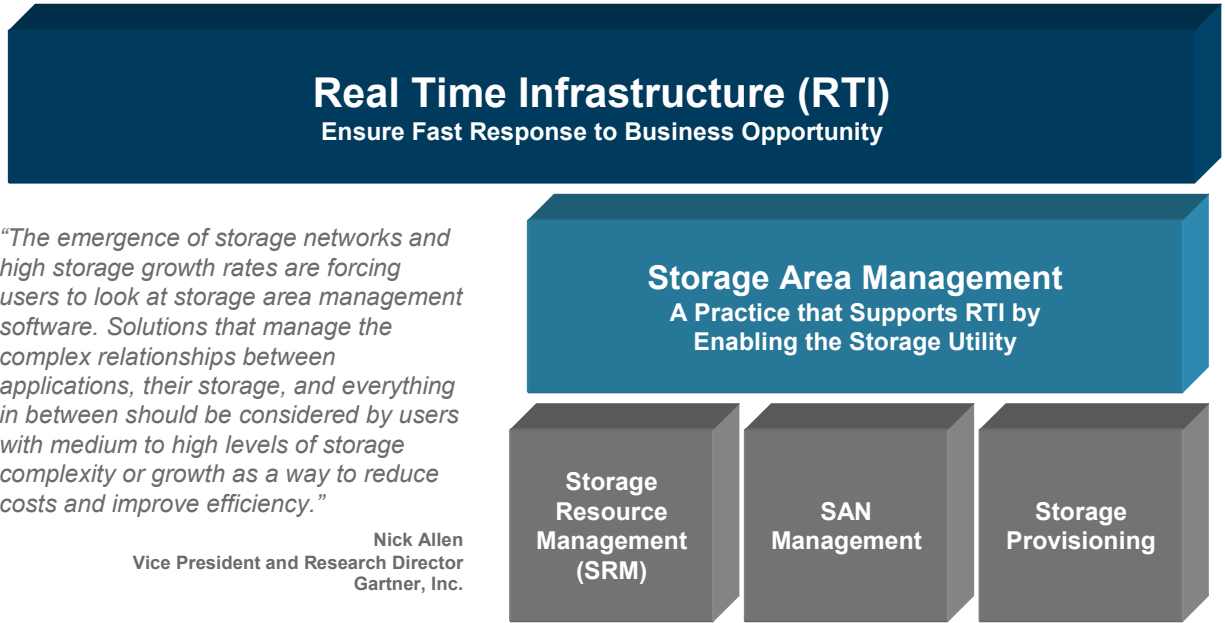 Real Time Infrastructure (RTI)
Ensure Fast Response to Business Opportunity
“The emergence of storage networks and
high storage growth rates are forcing
users to look at storage area management
software. Solutions that manage the
complex relationships between
applications, their storage, and everything
in between should be considered by users
with medium to high levels of storage
complexity or growth as a way to reduce
costs and improve efficiency.”
Nick Allen
Vice President and Research Director
Gartner, Inc.
Storage Area Management
A Practice that Supports RTI by
Enabling the Storage Utility
Storage
Resource
Management
(SRM)
SAN
Management
Storage
Provisioning